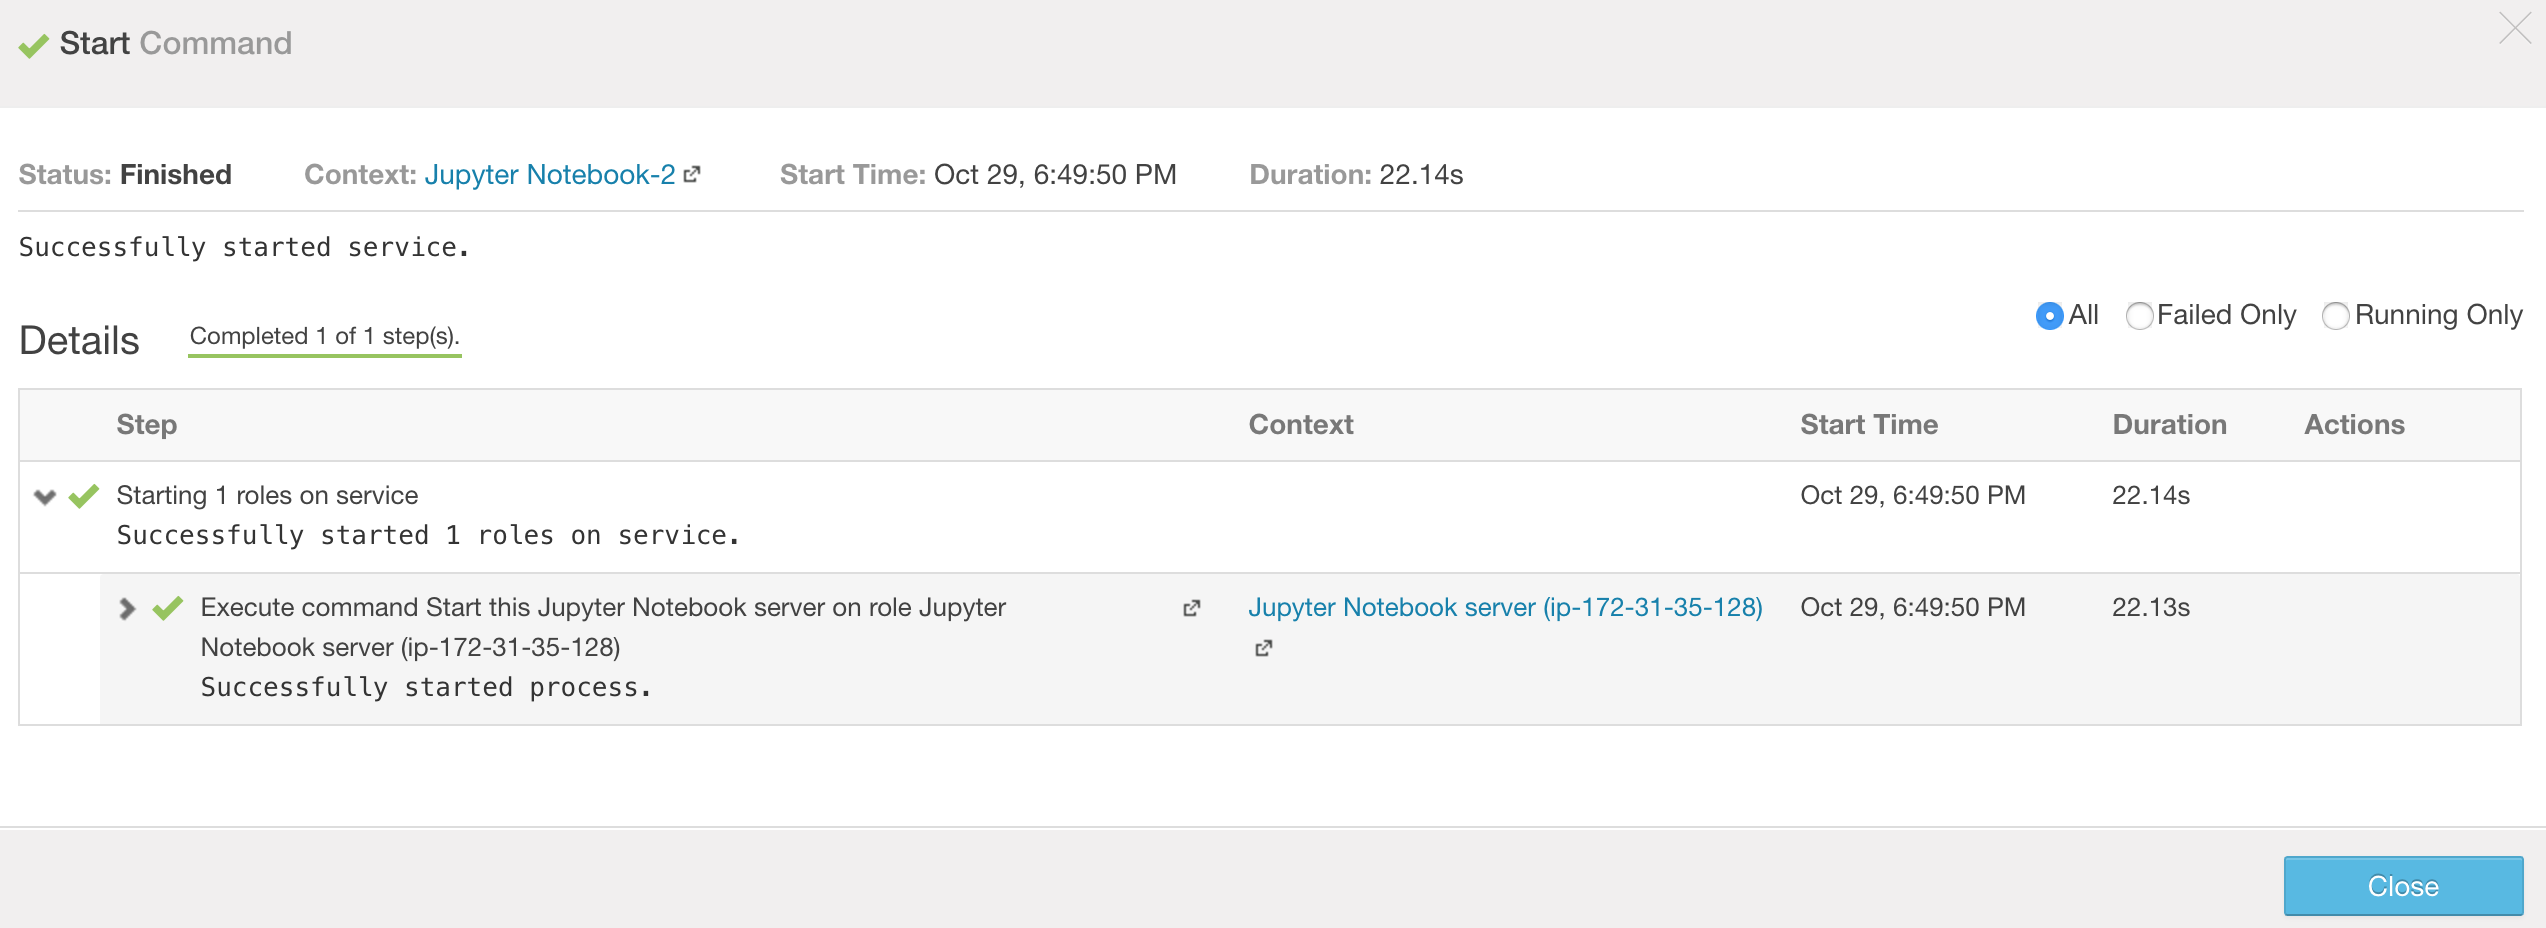 Start Command
Status: Finished Context: Jupyter Notebook-2 Start Time: Oct 29, 6:49:50 PM Duration: 22.14s
Successfully started service.
Details Completed 1 of 1 step(s). All Failed Only Running Only
Step Context Start Time Duration Actions
Starting 1 roles on service Oct 29, 6:49:50 PM 22.14s
Successfully started 1 roles on service.
Execute command Start this Jupyter Notebook server on role Jupyter Jupyter Notebook server (ip-172-31-35-128) Oct 29, 6:49:50 PM 22.13s
Notebook server (ip-172-31-35-128)
Successfully started process.
Close